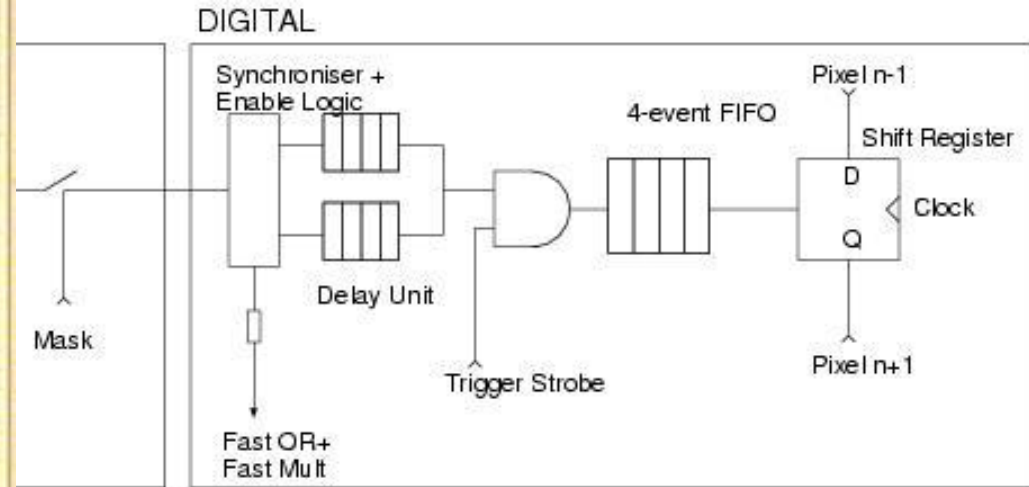 DIGITAL
Synchroniser +
Enable Logic
Pixel n-1
4-event FIFO
Shift Register
D
Clock
Q
Delay Unit
Mask
Pixel n+1
Trigger Strobe
Fast OR+
Fast Mult